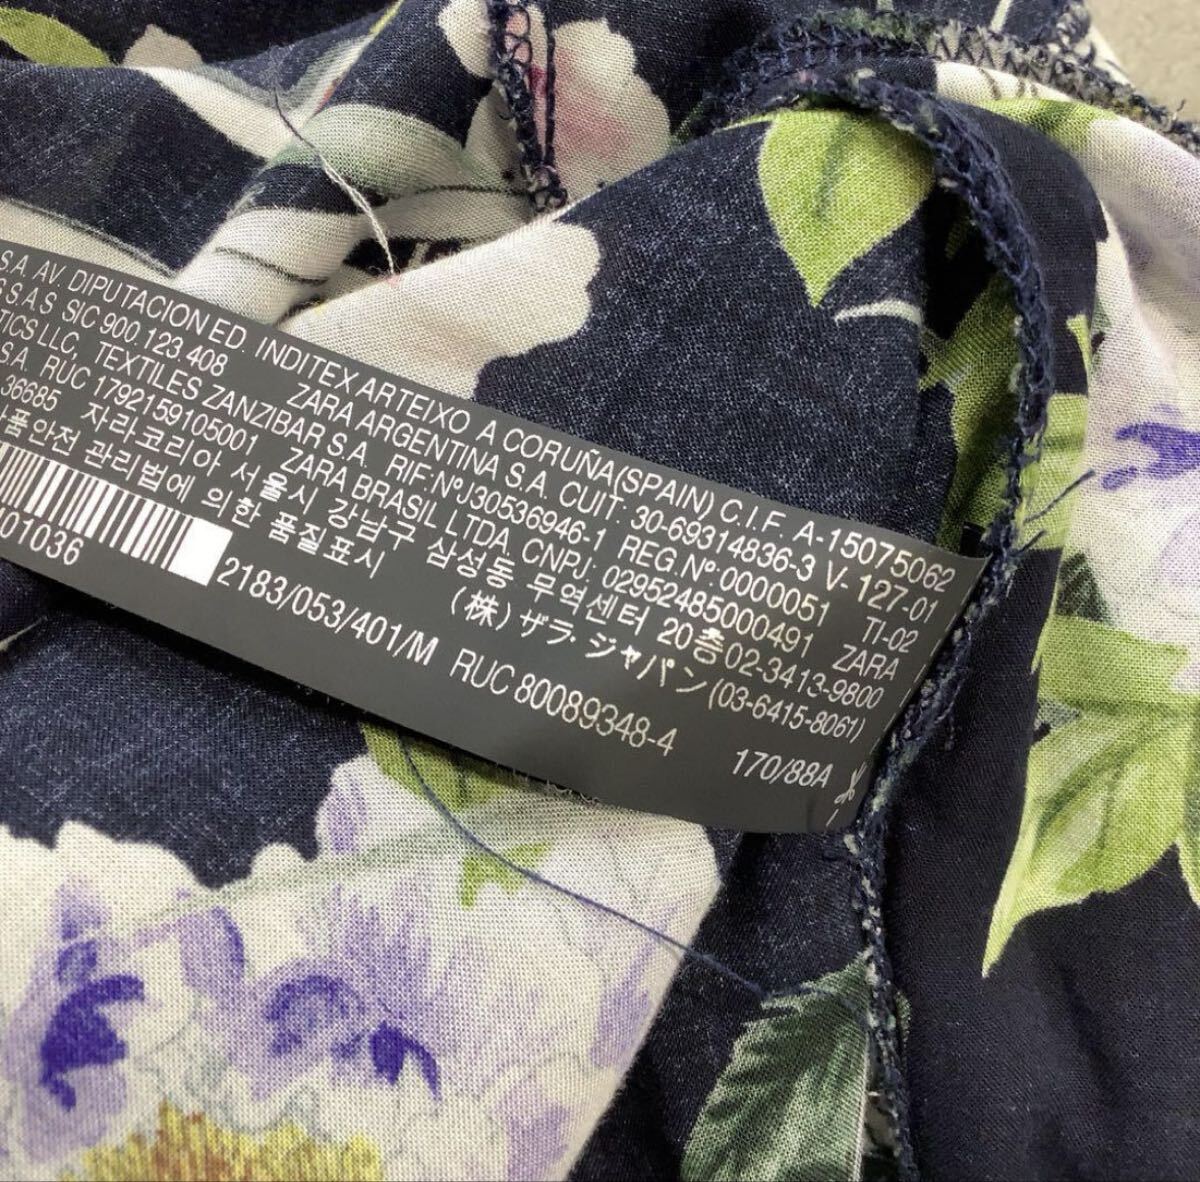 S.A. AV. DIPUTACION ED. INDITEX ARTEIXO A CORUÑA(SPAIN) C.I.F. A-15075062
S.A.S SIC 900.123.408 ZARA ARGENTINA S.A. CUIT: 30-69314836-3 V-127-01
TICS LLC, TEXTILES ZANZIBAR S.A. RIF.NºJ30536946-1 REG.Nº:0000051 TI-02
S.A. RUC 1792159105001 ZARA BRASIL LTDA. CNPJ: 02952485000491 ZARA
36685 자라코리아 서울시 강남구 삼성동 무역센터 20층 02-3413-9800
품안전 관리법에 의한 품질표시 (株) ザラ・ジャパン (03-6415-8061)
01036 2183/053/401/M RUC 80089348-4 170/88A